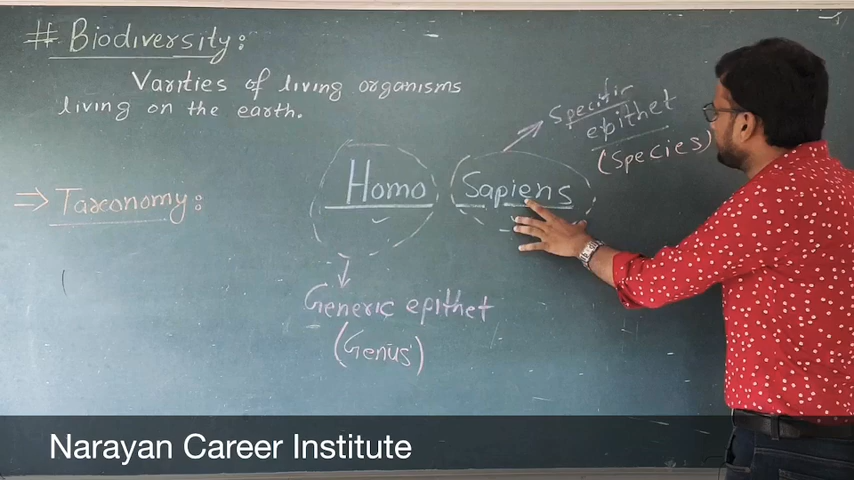 # Biodiversity:
Varities of living organisms
living on the earth.
Specific
epithet
(Species)
Homo Sapiens
⇒ Taxonomy:
Generic epithet
(Genus)
Narayan Career Institute